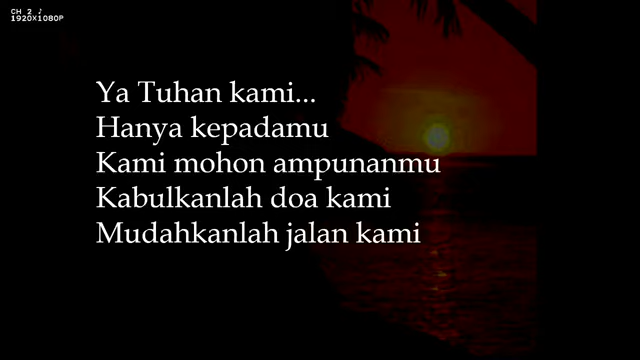 CH 2 ♪
1920X1080P
Ya Tuhan kami...
Hanya kepadamu
Kami mohon ampunanmu
Kabulkanlah doa kami
Mudahkanlah jalan kami